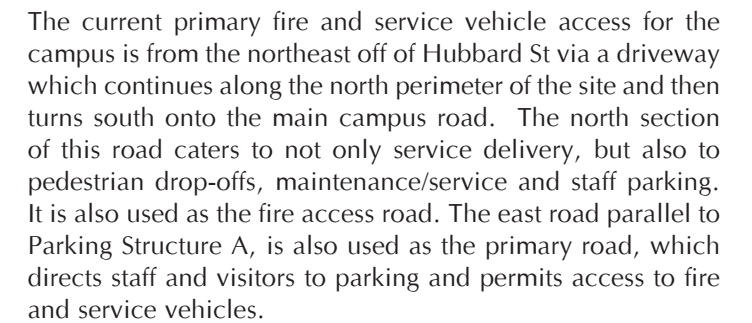 The current primary fire and service vehicle access for the
campus is from the northeast off of Hubbard St via a driveway
which continues along the north perimeter of the site and then
turns south onto the main campus road.  The north section
of this road caters to not only service delivery, but also to
pedestrian drop-offs, maintenance/service and staff parking.
It is also used as the fire access road. The east road parallel to
Parking Structure A, is also used as the primary road, which
directs staff and visitors to parking and permits access to fire
and service vehicles.